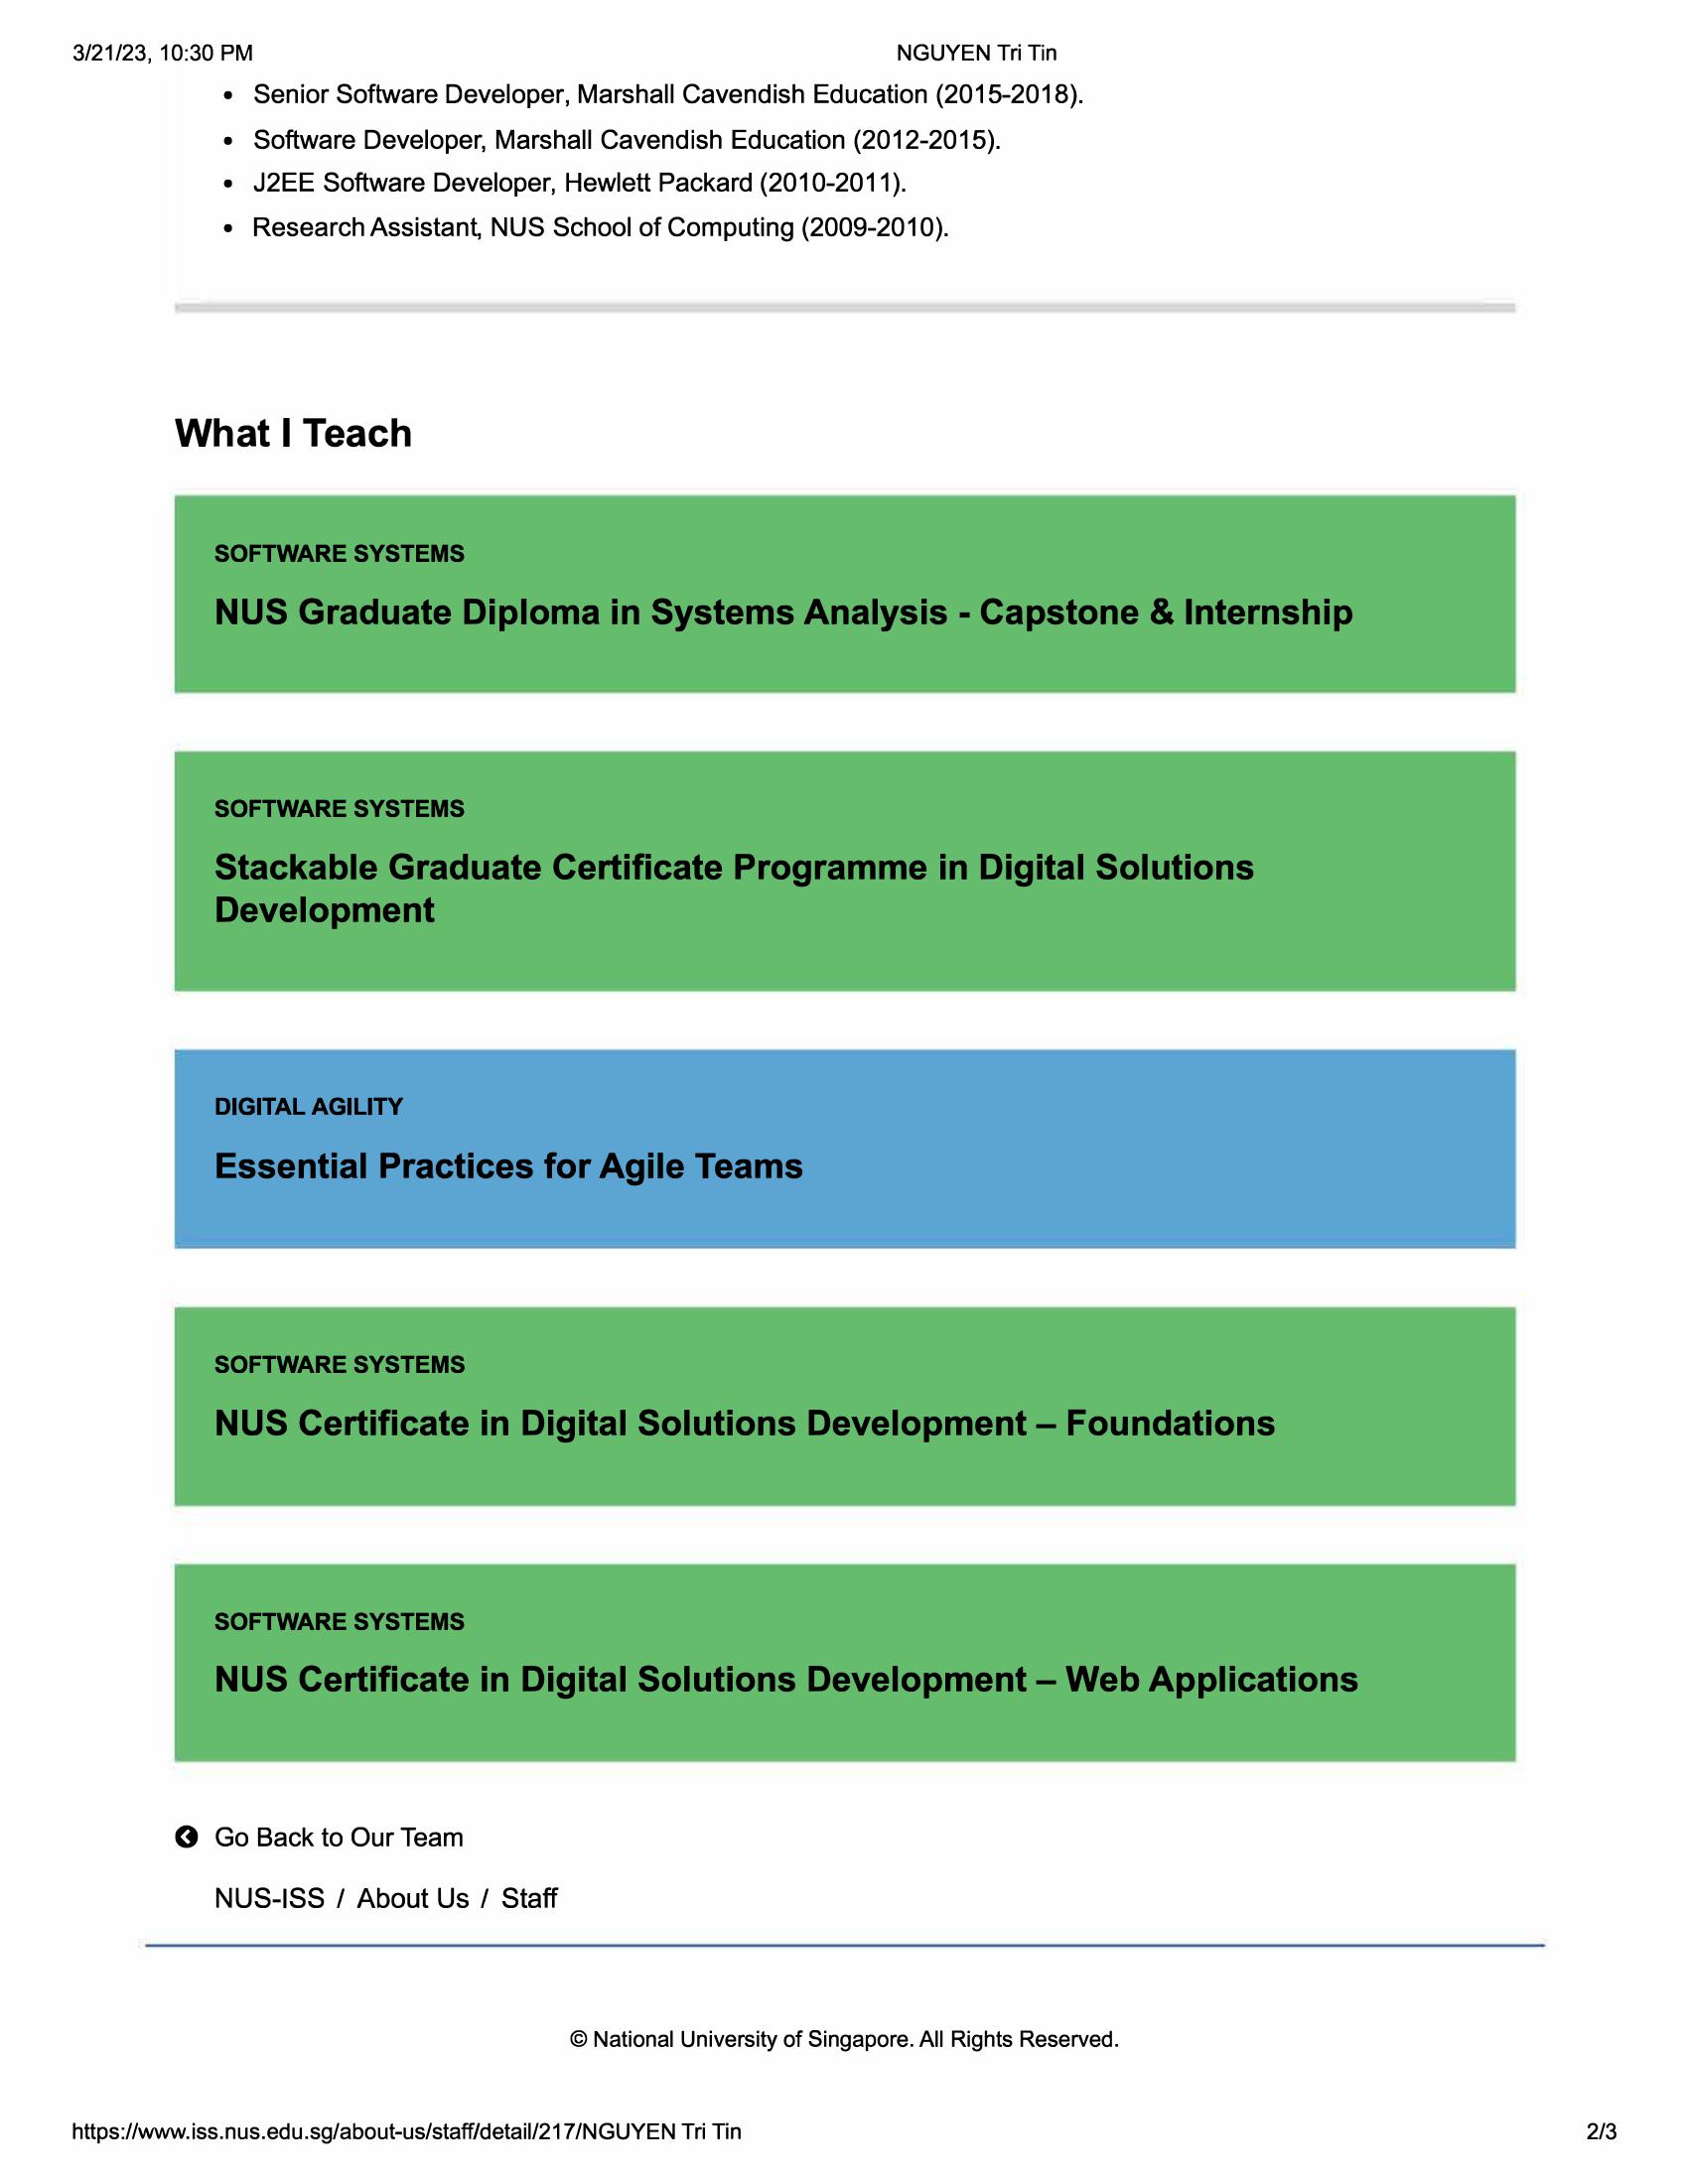 3/21/23, 10:30 PM NGUYEN Tri Tin
• Senior Software Developer, Marshall Cavendish Education (2015-2018).
• Software Developer, Marshall Cavendish Education (2012-2015).
• J2EE Software Developer, Hewlett Packard (2010-2011).
• Research Assistant, NUS School of Computing (2009-2010).
What I Teach
SOFTWARE SYSTEMS
NUS Graduate Diploma in Systems Analysis - Capstone & Internship
SOFTWARE SYSTEMS
Stackable Graduate Certificate Programme in Digital Solutions
Development
DIGITAL AGILITY
Essential Practices for Agile Teams
SOFTWARE SYSTEMS
NUS Certificate in Digital Solutions Development – Foundations
SOFTWARE SYSTEMS
NUS Certificate in Digital Solutions Development – Web Applications
Go Back to Our Team
NUS-ISS / About Us / Staff
© National University of Singapore. All Rights Reserved.
https://www.iss.nus.edu.sg/about-us/staff/detail/217/NGUYEN Tri Tin 2/3